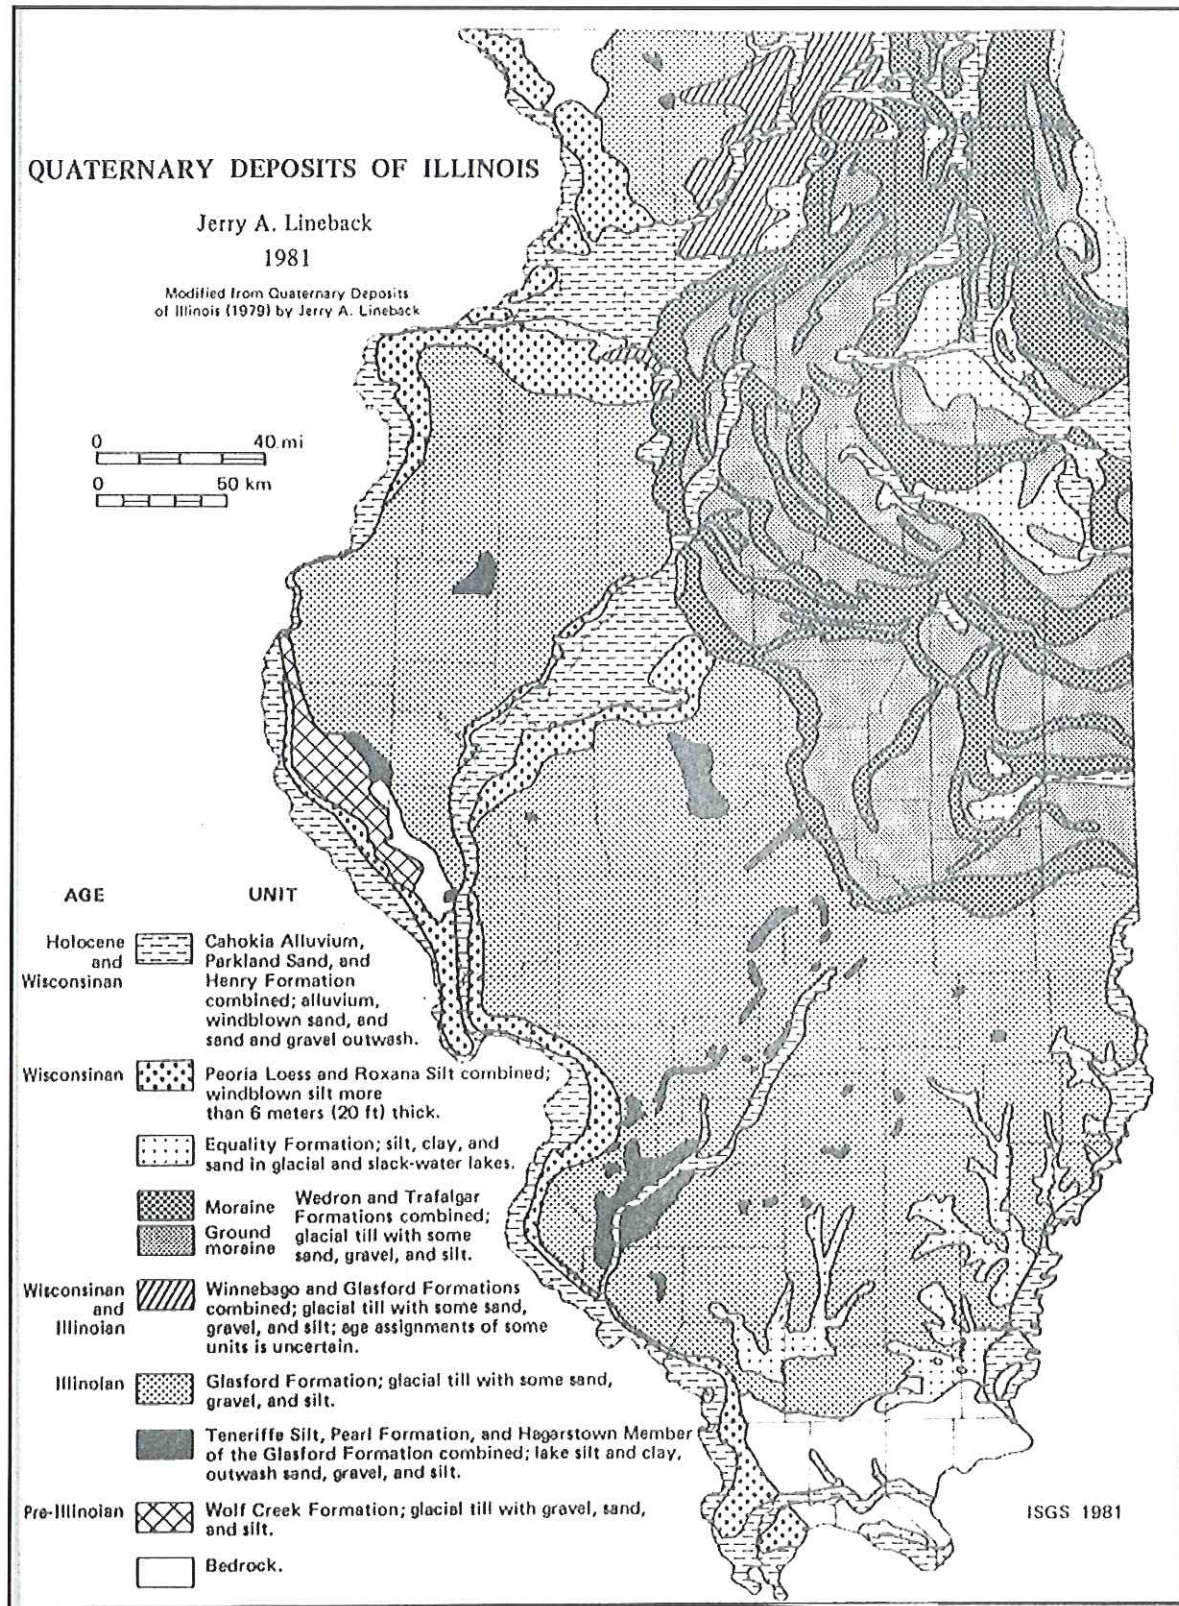 QUATERNARY DEPOSITS OF ILLINOIS
Jerry A. Lineback
1981
Modified from Quaternary Deposits
of Illinois (1979) by Jerry A. Lineback
0 40 mi
0 50 km
AGE UNIT
Holocene
and
Wisconsinan
Cahokia Alluvium,
Parkland Sand, and
Henry Formation
combined; alluvium,
windblown sand, and
sand and gravel outwash.
Wisconsinan
Peoria Loess and Roxana Silt combined;
windblown silt more
than 6 meters (20 ft) thick.
Equality Formation; silt, clay, and
sand in glacial and slack-water lakes.
Moraine
Ground
moraine
Wedron and Trafalgar
Formations combined;
glacial till with some
sand, gravel, and silt.
Wisconsinan
and
Illinoian
Winnebago and Glasford Formations
combined; glacial till with some sand,
gravel, and silt; age assignments of some
units is uncertain.
Illinoian
Glasford Formation; glacial till with some sand,
gravel, and silt.
Teneriffe Silt, Pearl Formation, and Hagarstown Member
of the Glasford Formation combined; lake silt and clay,
outwash sand, gravel, and silt.
Pre-Illinoian
Wolf Creek Formation; glacial till with gravel, sand,
and silt.
Bedrock.
ISGS 1981